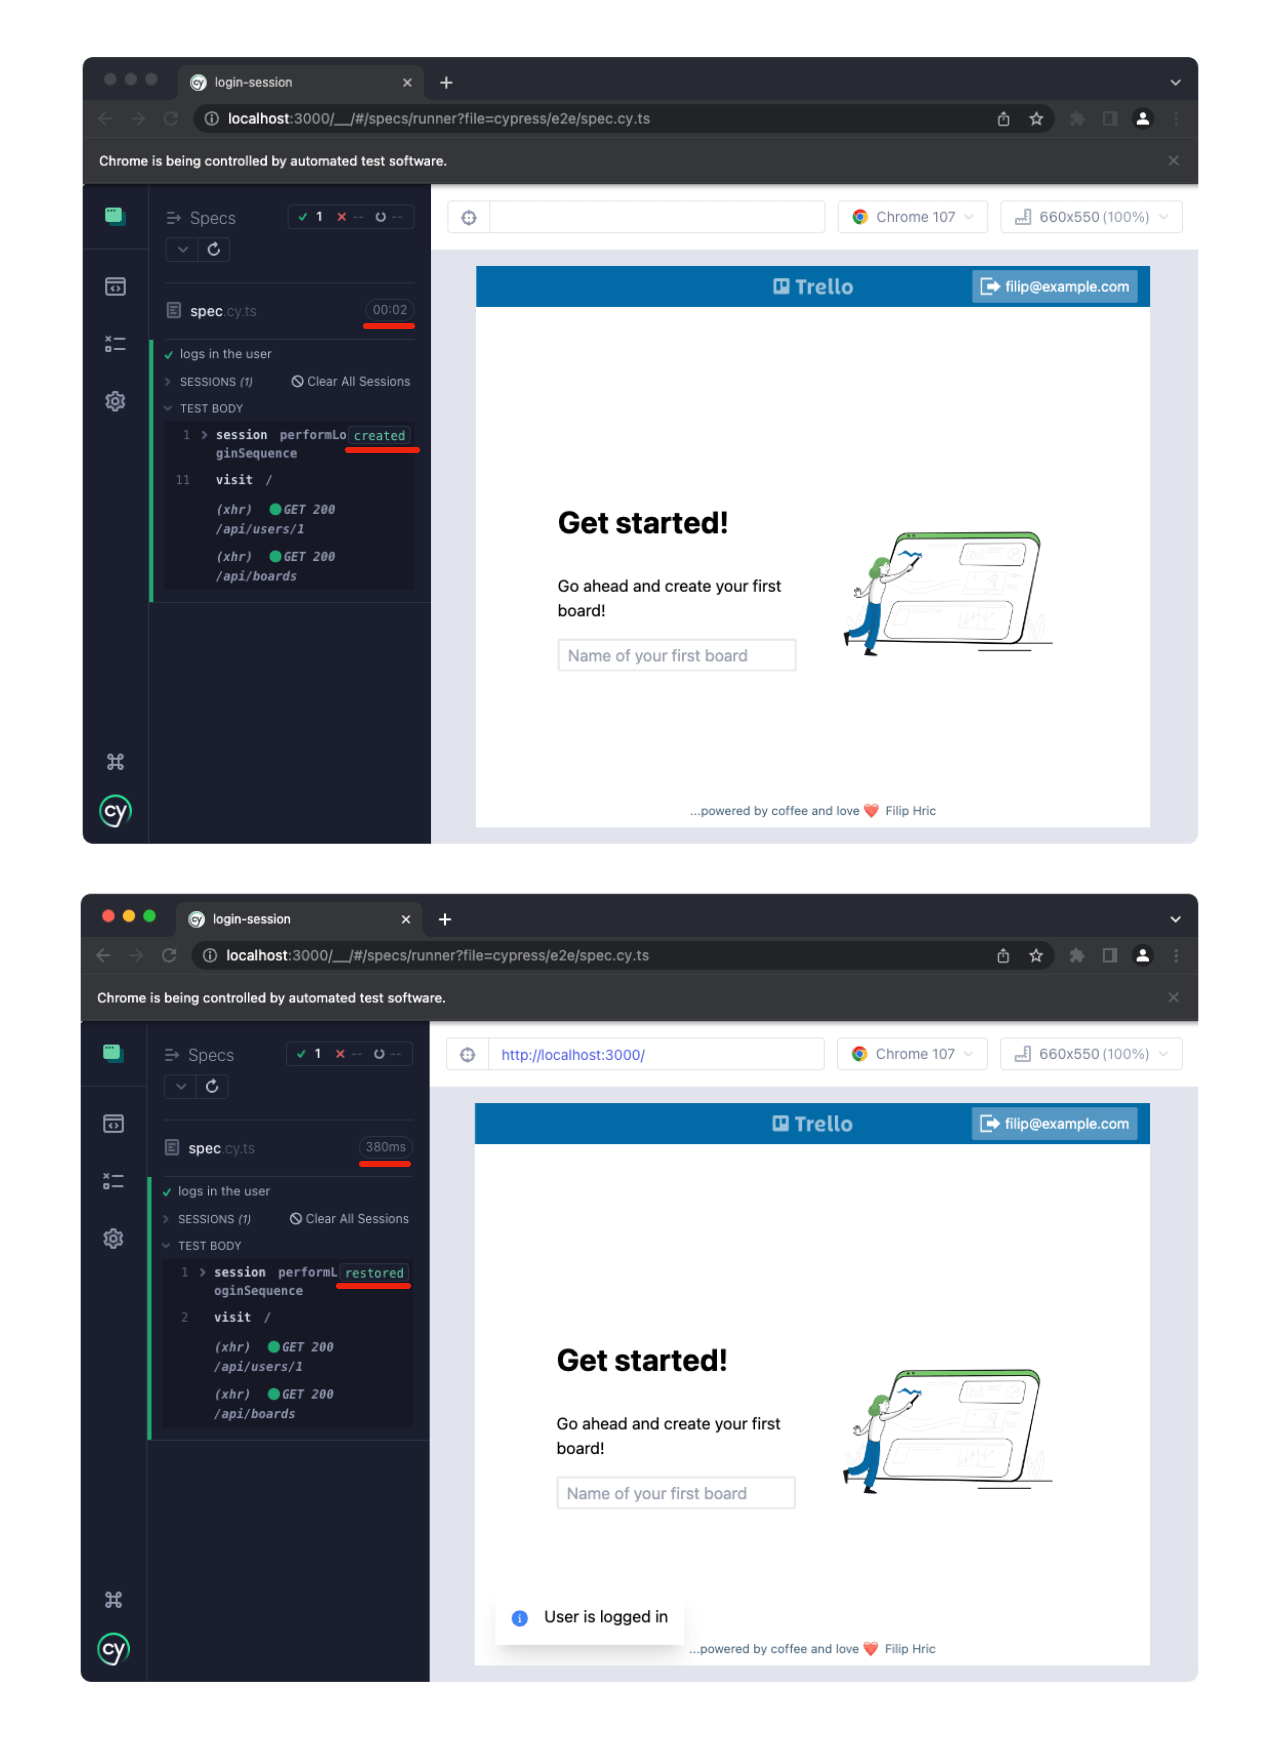 login-session
localhost:3000/__/#/specs/runner?file=cypress/e2e/spec.cy.ts
Chrome is being controlled by automated test software.
Specs
1 -- --
Chrome 107
660x550 (100%)
spec.cy.ts 00:02
logs in the user
SESSIONS (1) Clear All Sessions
TEST BODY
1 session performLo created
ginSequence
11 visit /
(xhr) GET 200
/api/users/1
(xhr) GET 200
/api/boards
cy
Trello
filip@example.com
Get started!
Go ahead and create your first
board!
Name of your first board
...powered by coffee and love ❤️ Filip Hric
login-session
localhost:3000/__/#/specs/runner?file=cypress/e2e/spec.cy.ts
Chrome is being controlled by automated test software.
Specs
1 -- --
http://localhost:3000/
Chrome 107
660x550 (100%)
spec.cy.ts 380ms
logs in the user
SESSIONS (1) Clear All Sessions
TEST BODY
1 session performL restored
oginSequence
2 visit /
(xhr) GET 200
/api/users/1
(xhr) GET 200
/api/boards
cy
Trello
filip@example.com
Get started!
Go ahead and create your first
board!
Name of your first board
User is logged in
...powered by coffee and love ❤️ Filip Hric